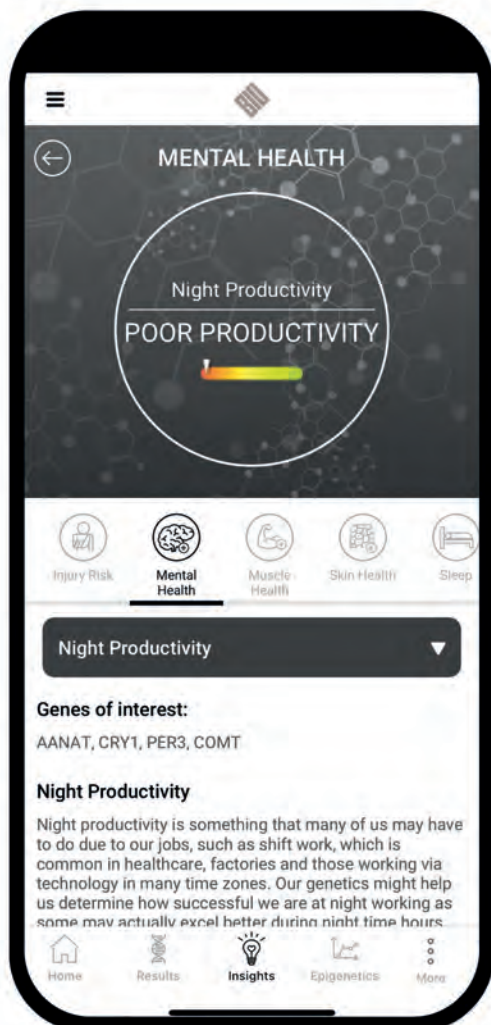 MENTAL HEALTH
Night Productivity
POOR PRODUCTIVITY
Injury Risk
Mental
Health
Muscle
Health
Skin Health
Sleep
Night Productivity
Genes of interest:
AANAT, CRY1, PER3, COMT
Night Productivity
Night productivity is something that many of us may have
to do due to our jobs, such as shift work, which is
common in healthcare, factories and those working via
technology in many time zones. Our genetics might help
us determine how successful we are at night working as
some may actually excel better during night time hours
Home
Results
Insights
Epigenetics
More